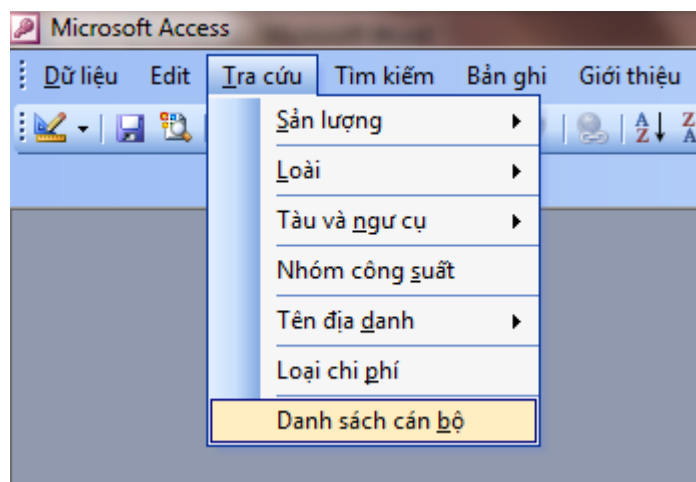 Microsoft Access
Dữ liệu Edit Tra cứu Tìm kiếm Bản ghi Giới thiệu
Sản lượng
Loài
Tàu và ngư cụ
Nhóm công suất
Tên địa danh
Loại chi phí
Danh sách cán bộ